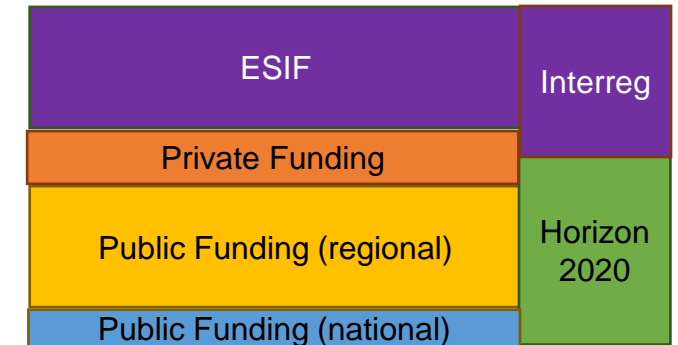 ESIF
Interreg
Private Funding
Public Funding (regional)
Horizon
2020
Public Funding (national)